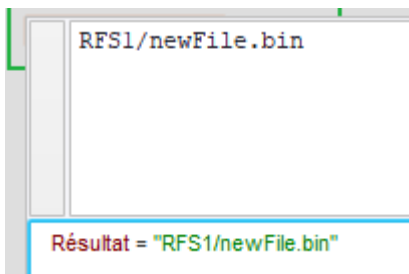 RFS1/newFile.bin
Résultat = "RFS1/newFile.bin"